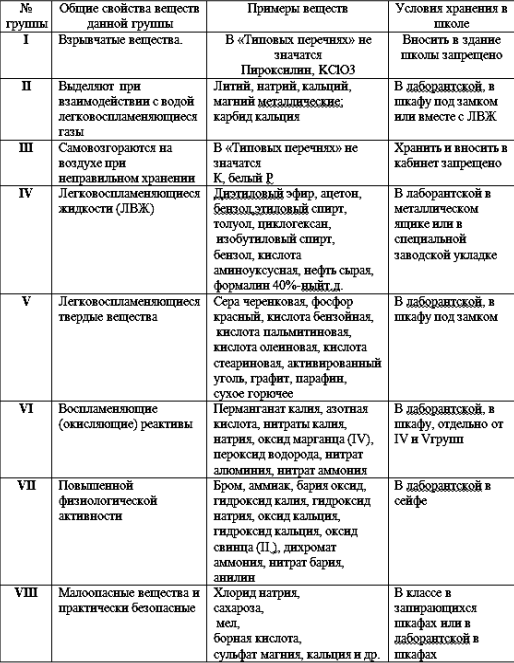 № группы	Общие свойства веществ данной группы	Примеры веществ	Условия хранения в школе
I	Взрывчатые вещества.	В «Типовых перечнях» не значатся Пироксилин, KClO3	Вносить в здание школы запрещено
II	Выделяют при взаимодействии с водой легковоспламеняющиеся газы	Литий, натрий, кальций, магний металлические; карбид кальция	В лаборантской, в шкафу под замком или вместе с ЛВЖ
III	Самовозгораются на воздухе при неправильном хранении	В «Типовых перечнях» не значатся К, белый Р	Хранить и вносить в кабинет запрещено
IV	Легковоспламеняющиеся жидкости (ЛВЖ)	Диэтиловый эфир, ацетон, бензол,этиловый спирт, толуол, циклогексан, изобутиловый спирт, бензол, кислота аминоуксусная, нефть сырая, формалин 40%-ныйт.д.	В лаборантской в металлическом ящике или в специальной заводской укладке
V	Легковоспламеняющиеся твердые вещества	Сера черенковая, фосфор красный, кислота бензойная, кислота пальмитиновая, кислота олеиновая, кислота стеариновая, активированный уголь, графит, парафин, сухое горючее	В лаборантской, в шкафу под замком
VI	Воспламеняющие (окисляющие) реактивы	Перманганат калия, азотная кислота, нитраты калия, натрия, оксид марганца (IV), пероксид водорода, нитрат алюминия, нитрат аммония	В лаборантской, в шкафу, отдельно от IV и Vгрупп
VII	Повышенной физиологической активности	Бром, аммиак, бария оксид, гидроксид калия, гидроксид натрия, оксид кальция, гидроксид кальция, оксид свинца (II,), дихромат аммония, нитрат бария, анилин	В лаборантской в сейфе
VIII	Малоопасные вещества и практически безопасные	Хлорид натрия, сахароза, мел, борная кислота, сульфат магния, кальция и др.	В классе в запирающихся шкафах или в лаборантской в шкафах